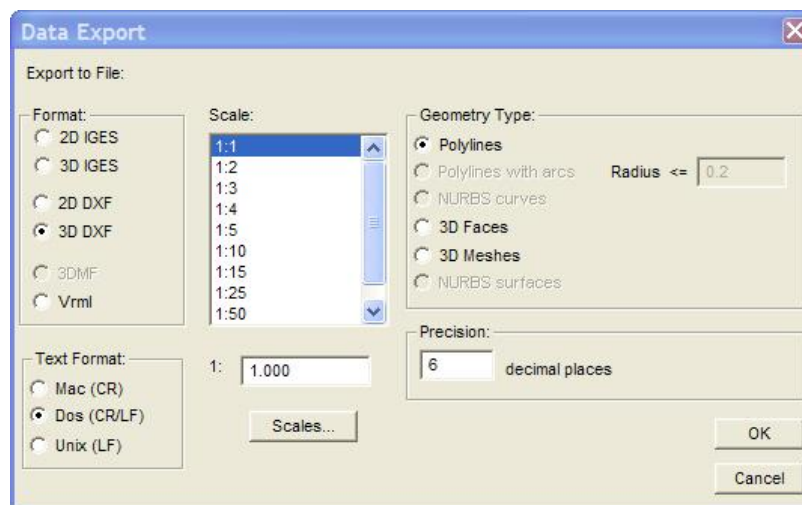 Data Export
Export to File:
Format:
2D IGES
3D IGES
2D DXF
3D DXF
3DMF
Vrml
Text Format:
Mac (CR)
Dos (CR/LF)
Unix (LF)
Scale:
1:1
1:2
1:3
1:4
1:5
1:10
1:15
1:25
1:50
1: 1.000
Scales...
Geometry Type:
Polylines
Polylines with arcs Radius <= 0.2
NURBS curves
3D Faces
3D Meshes
NURBS surfaces
Precision:
6 decimal places
OK
Cancel